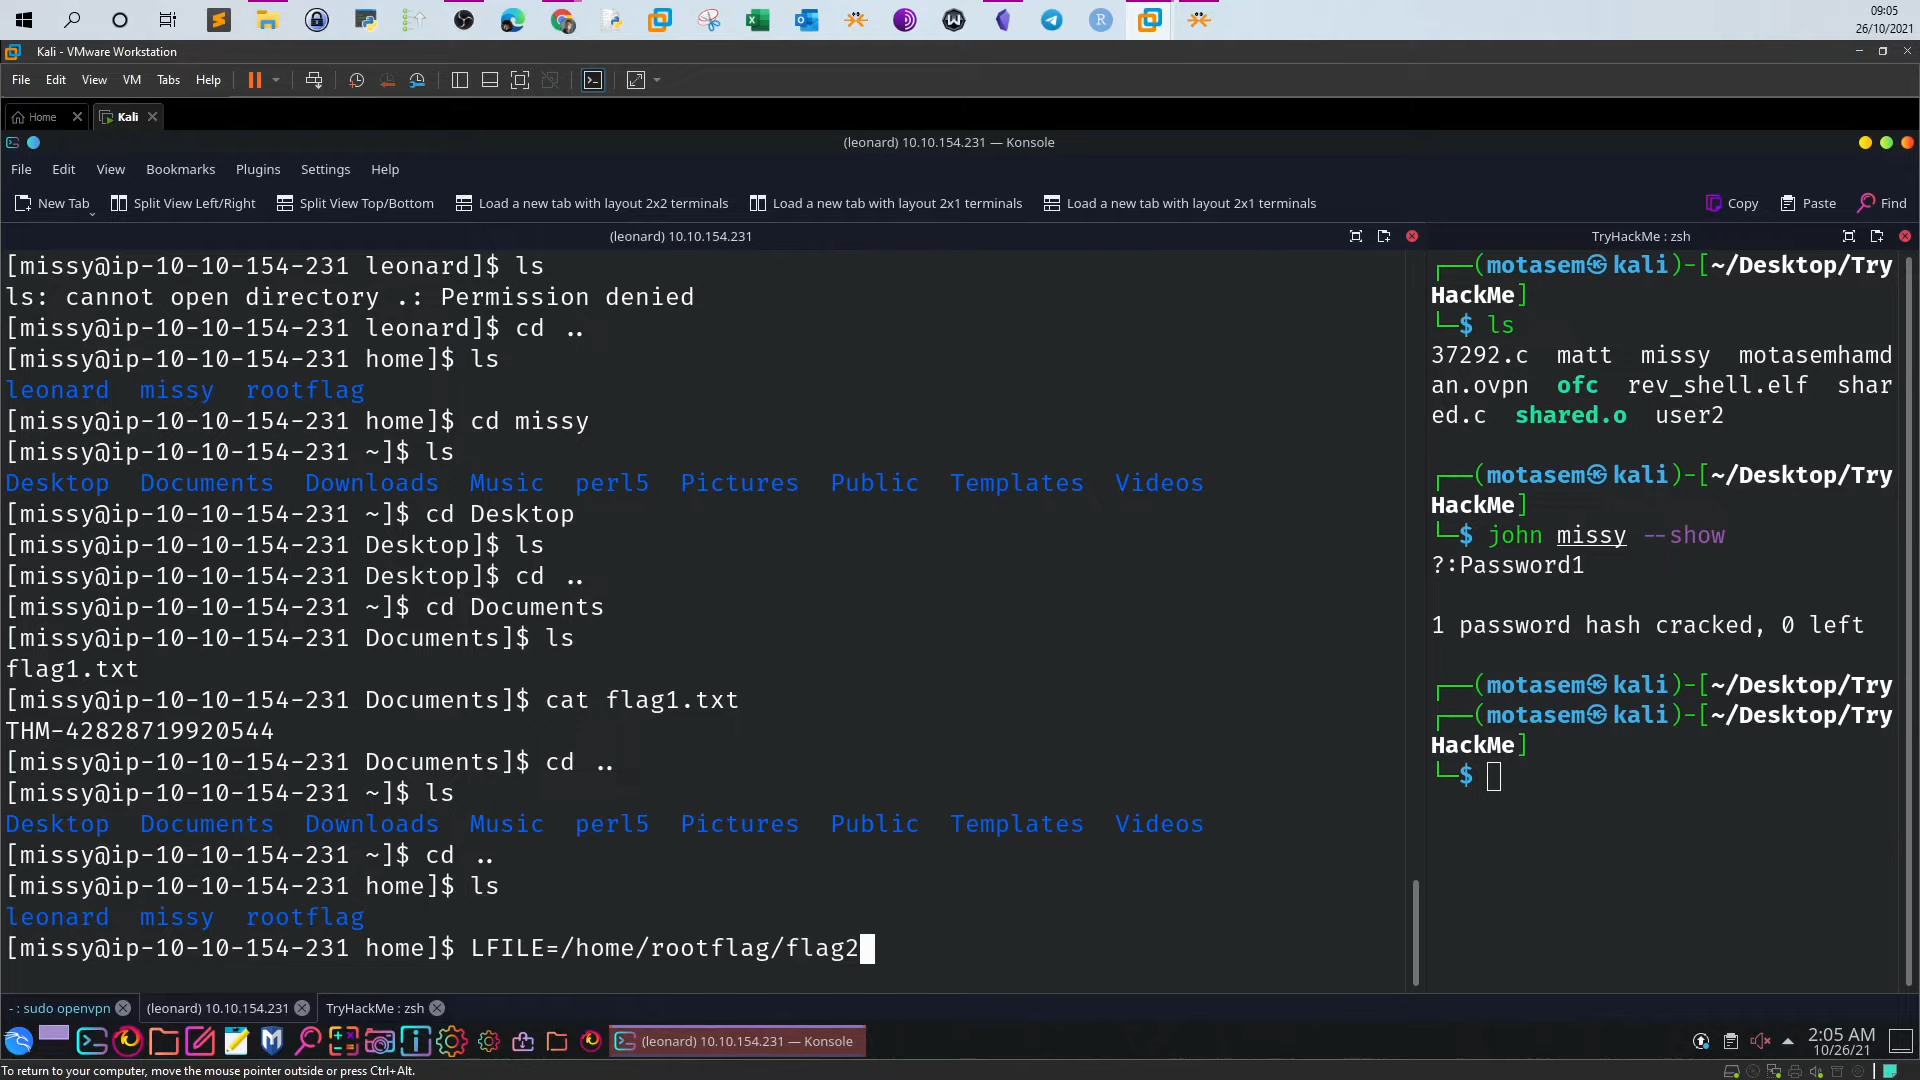 09:05
26/10/2021
Kali - VMware Workstation
File Edit View VM Tabs Help
Home Kali
(leonard) 10.10.154.231 — Konsole
File Edit View Bookmarks Plugins Settings Help
New Tab Split View Left/Right Split View Top/Bottom Load a new tab with layout 2x2 terminals Load a new tab with layout 2x1 terminals Load a new tab with layout 2x1 terminals Copy Paste Find
(leonard) 10.10.154.231
[missy@ip-10-10-154-231 leonard]$ ls
ls: cannot open directory .: Permission denied
[missy@ip-10-10-154-231 leonard]$ cd ..
[missy@ip-10-10-154-231 home]$ ls
leonard missy rootflag
[missy@ip-10-10-154-231 home]$ cd missy
[missy@ip-10-10-154-231 ~]$ ls
Desktop Documents Downloads Music perl5 Pictures Public Templates Videos
[missy@ip-10-10-154-231 ~]$ cd Desktop
[missy@ip-10-10-154-231 Desktop]$ ls
[missy@ip-10-10-154-231 Desktop]$ cd ..
[missy@ip-10-10-154-231 ~]$ cd Documents
[missy@ip-10-10-154-231 Documents]$ ls
flag1.txt
[missy@ip-10-10-154-231 Documents]$ cat flag1.txt
THM-42828719920544
[missy@ip-10-10-154-231 Documents]$ cd ..
[missy@ip-10-10-154-231 ~]$ ls
Desktop Documents Downloads Music perl5 Pictures Public Templates Videos
[missy@ip-10-10-154-231 ~]$ cd ..
[missy@ip-10-10-154-231 home]$ ls
leonard missy rootflag
[missy@ip-10-10-154-231 home]$ LFILE=/home/rootflag/flag2
TryHackMe : zsh
┌──(motasem㉿kali)-[~/Desktop/Try
HackMe]
└─$ ls
37292.c matt missy motasemhamd
an.ovpn ofc rev_shell.elf shar
ed.c shared.o user2
┌──(motasem㉿kali)-[~/Desktop/Try
HackMe]
└─$ john missy --show
?:Password1
1 password hash cracked, 0 left
┌──(motasem㉿kali)-[~/Desktop/Try
┌──(motasem㉿kali)-[~/Desktop/Try
HackMe]
└─$
- : sudo openvpn (leonard) 10.10.154.231 TryHackMe : zsh
(leonard) 10.10.154.231 — Konsole
2:05 AM
10/26/21
To return to your computer, move the mouse pointer outside or press Ctrl+Alt.